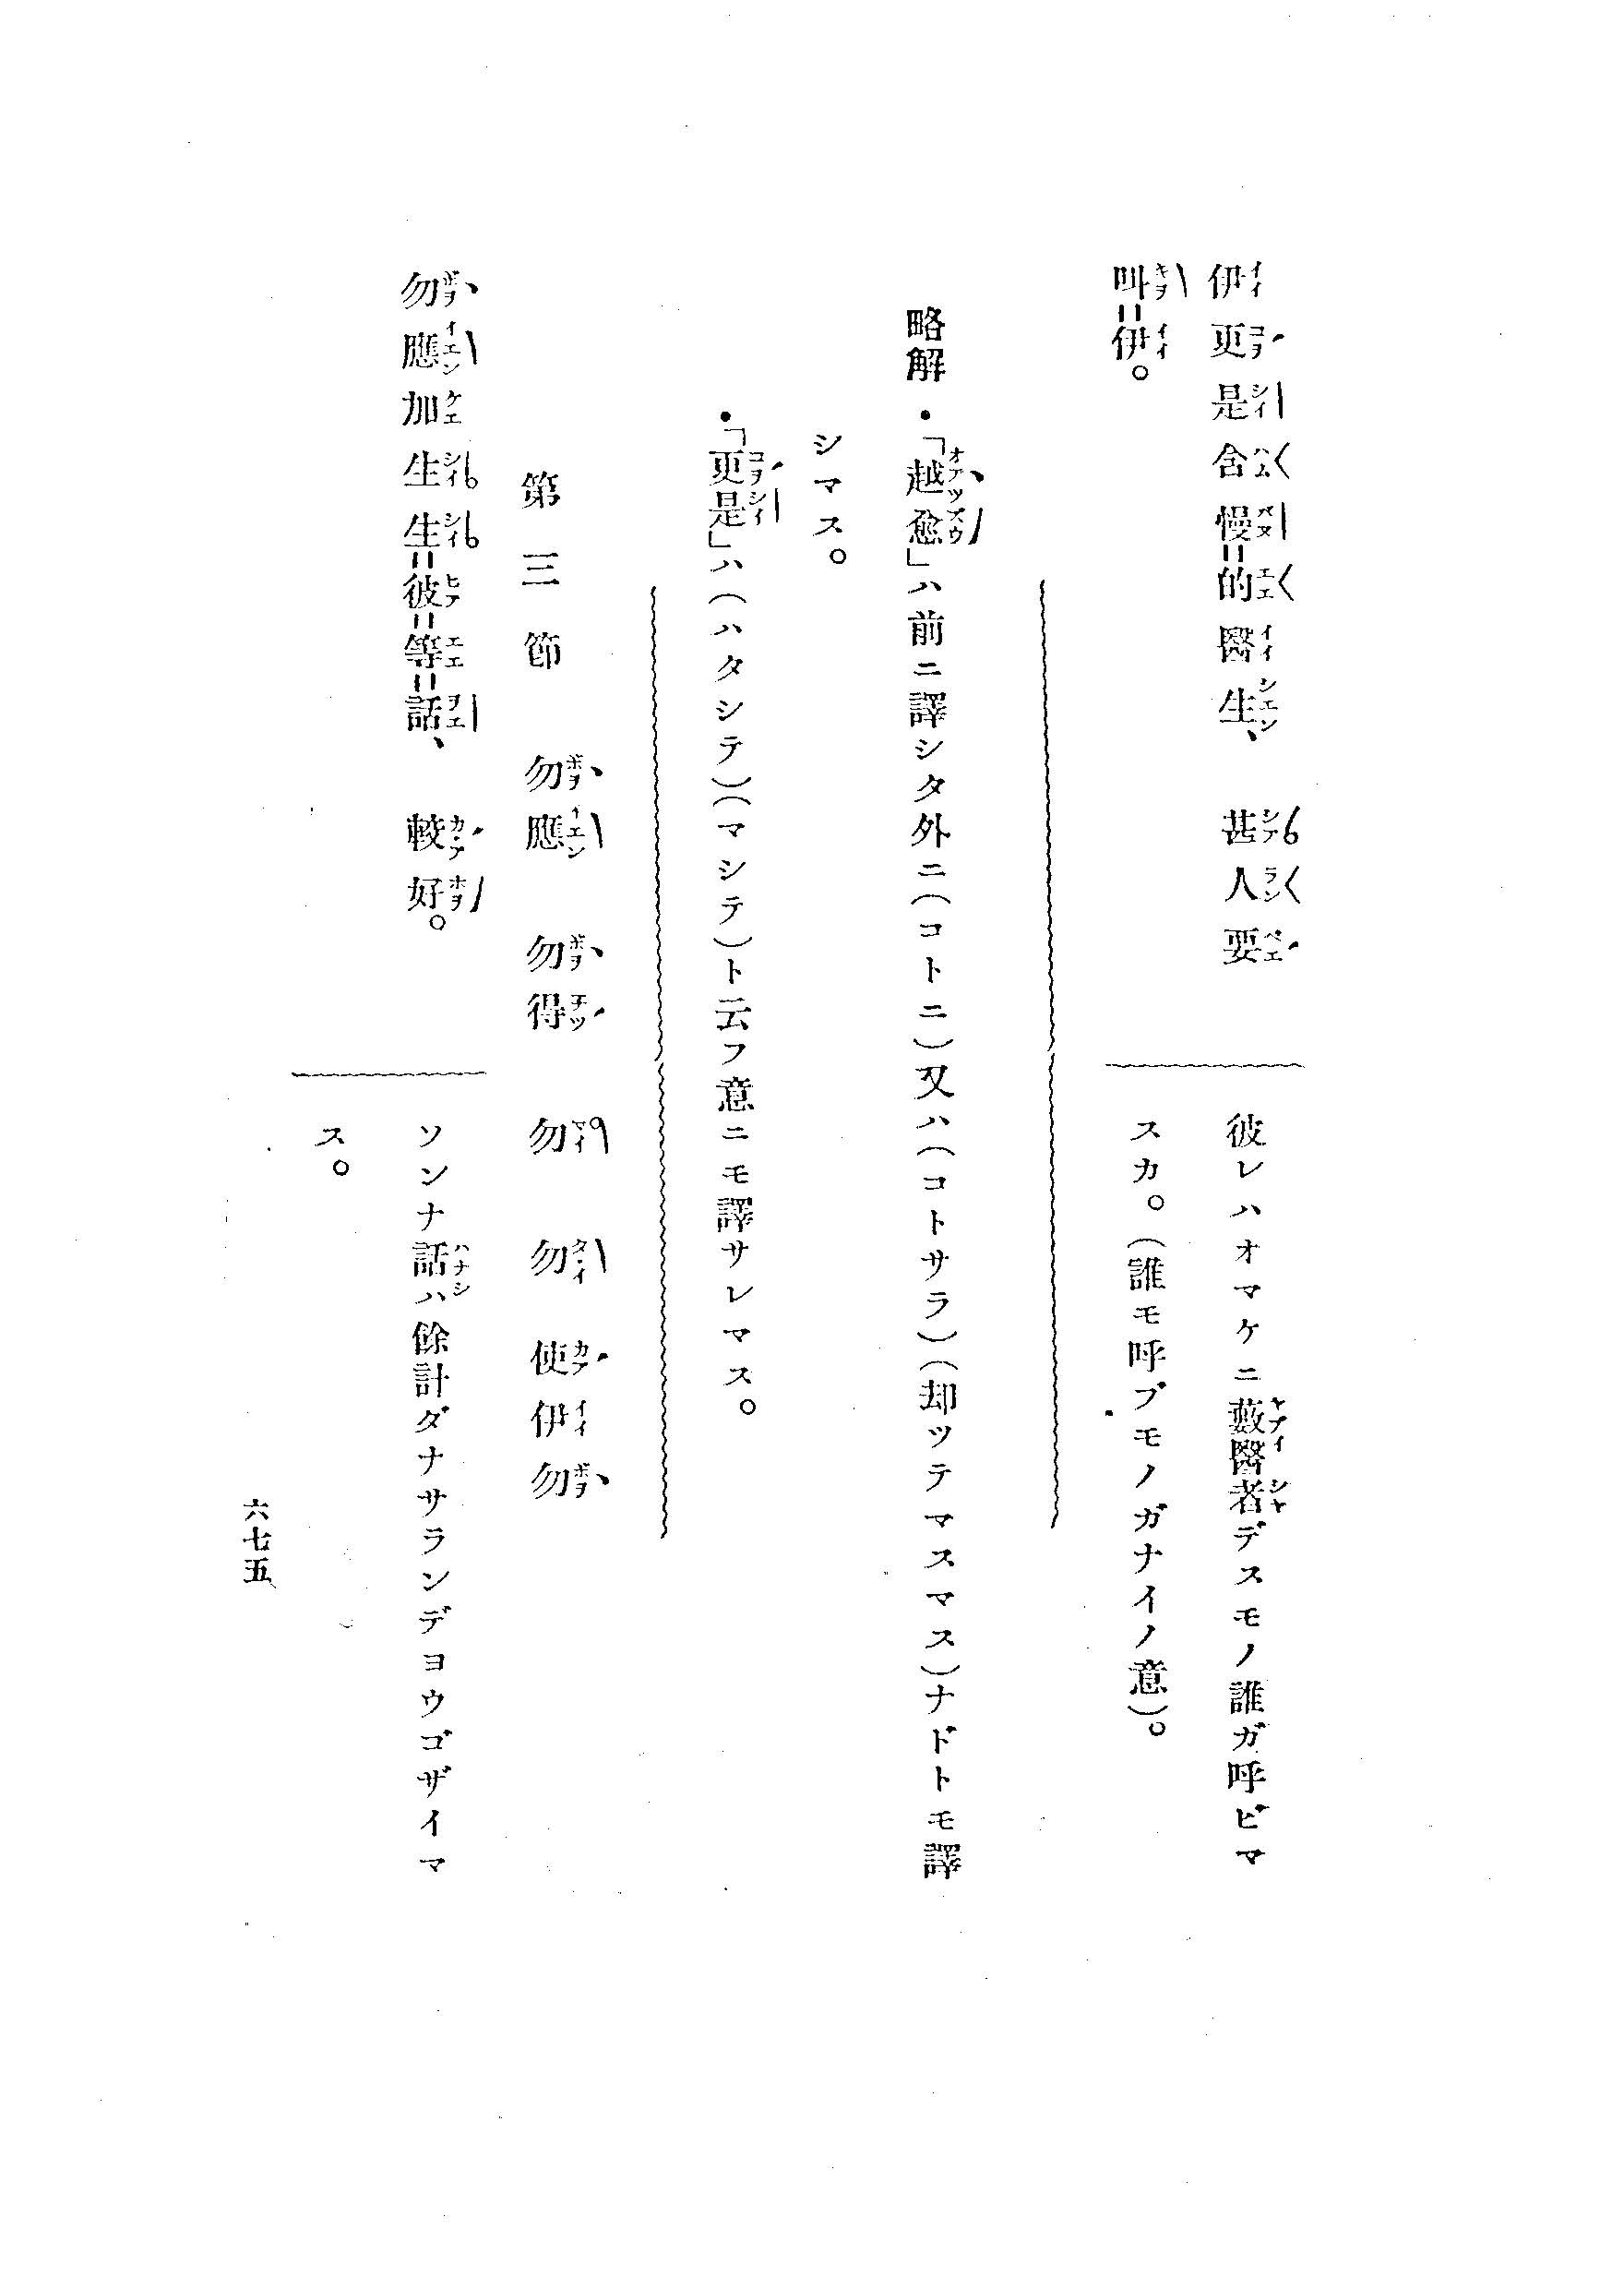 伊更是含慢=的醫生、甚人要
叫=伊。
彼レハオマケニ藪醫者デスモノ誰ガ呼ビマ
スカ。(誰モ呼ブモノガナイノ意)。
略解・「越愈」ハ前ニ譯シタ外ニ(コトニ)又ハ(コトサラ)(却ツテマスマス)ナドトモ譯
シマス。
・「更是」ハ(ハタシテ)(マシテ)ト云フ意ニモ譯サレマス。
第三節 勿應 勿得 勿 勿 使伊勿
勿應加生生=彼=等=話、較好。
ソンナ話ハ餘計ダナサランデヨウゴザイマ
ス。
六七五